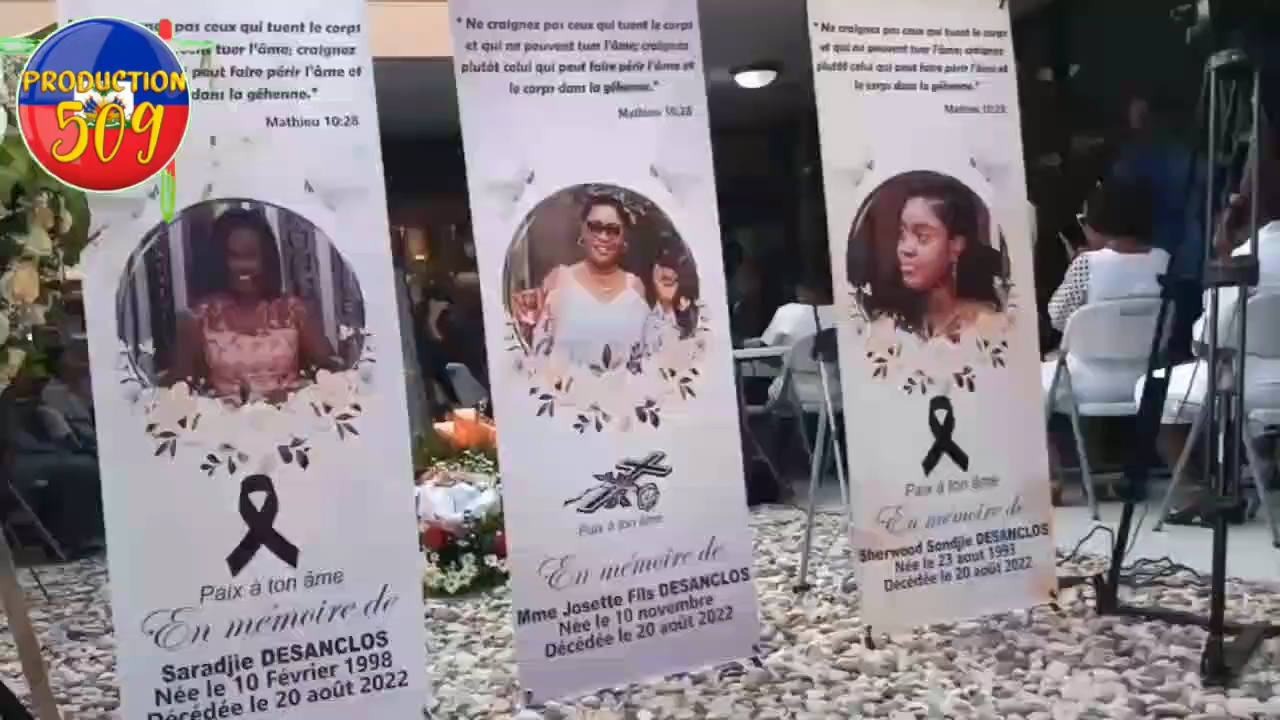 PRODUCTION
509
pas ceux qui tuent le corps
tuer l'âme; craignez
peut faire périr l'âme et
dans la géhenne."
Mathieu 10:28
Paix à ton âme
En mémoire de
Saradjie DESANCLOS
Née le 10 Février 1998
Décédée le 20 août 2022
" Ne craignez pas ceux qui tuent le corps
et qui ne peuvent tuer l'âme; craignez
plutôt celui qui peut faire périr l'âme et
le corps dans la géhenne."
Mathieu 10:28
Paix à ton âme
En mémoire de
Mme Josette Fils DESANCLOS
Née le 10 novembre
Décédée le 20 août 2022
" Ne craignez pas ceux qui tuent le corps
et qui ne peuvent tuer l'âme; craignez
plutôt celui qui peut faire périr l'âme et
le corps dans la géhenne."
Mathieu 10:28
Paix à ton âme
En mémoire de
Sherwood Sondjie DESANCLOS
Née le 23 aout 1993
Décédée le 20 août 2022